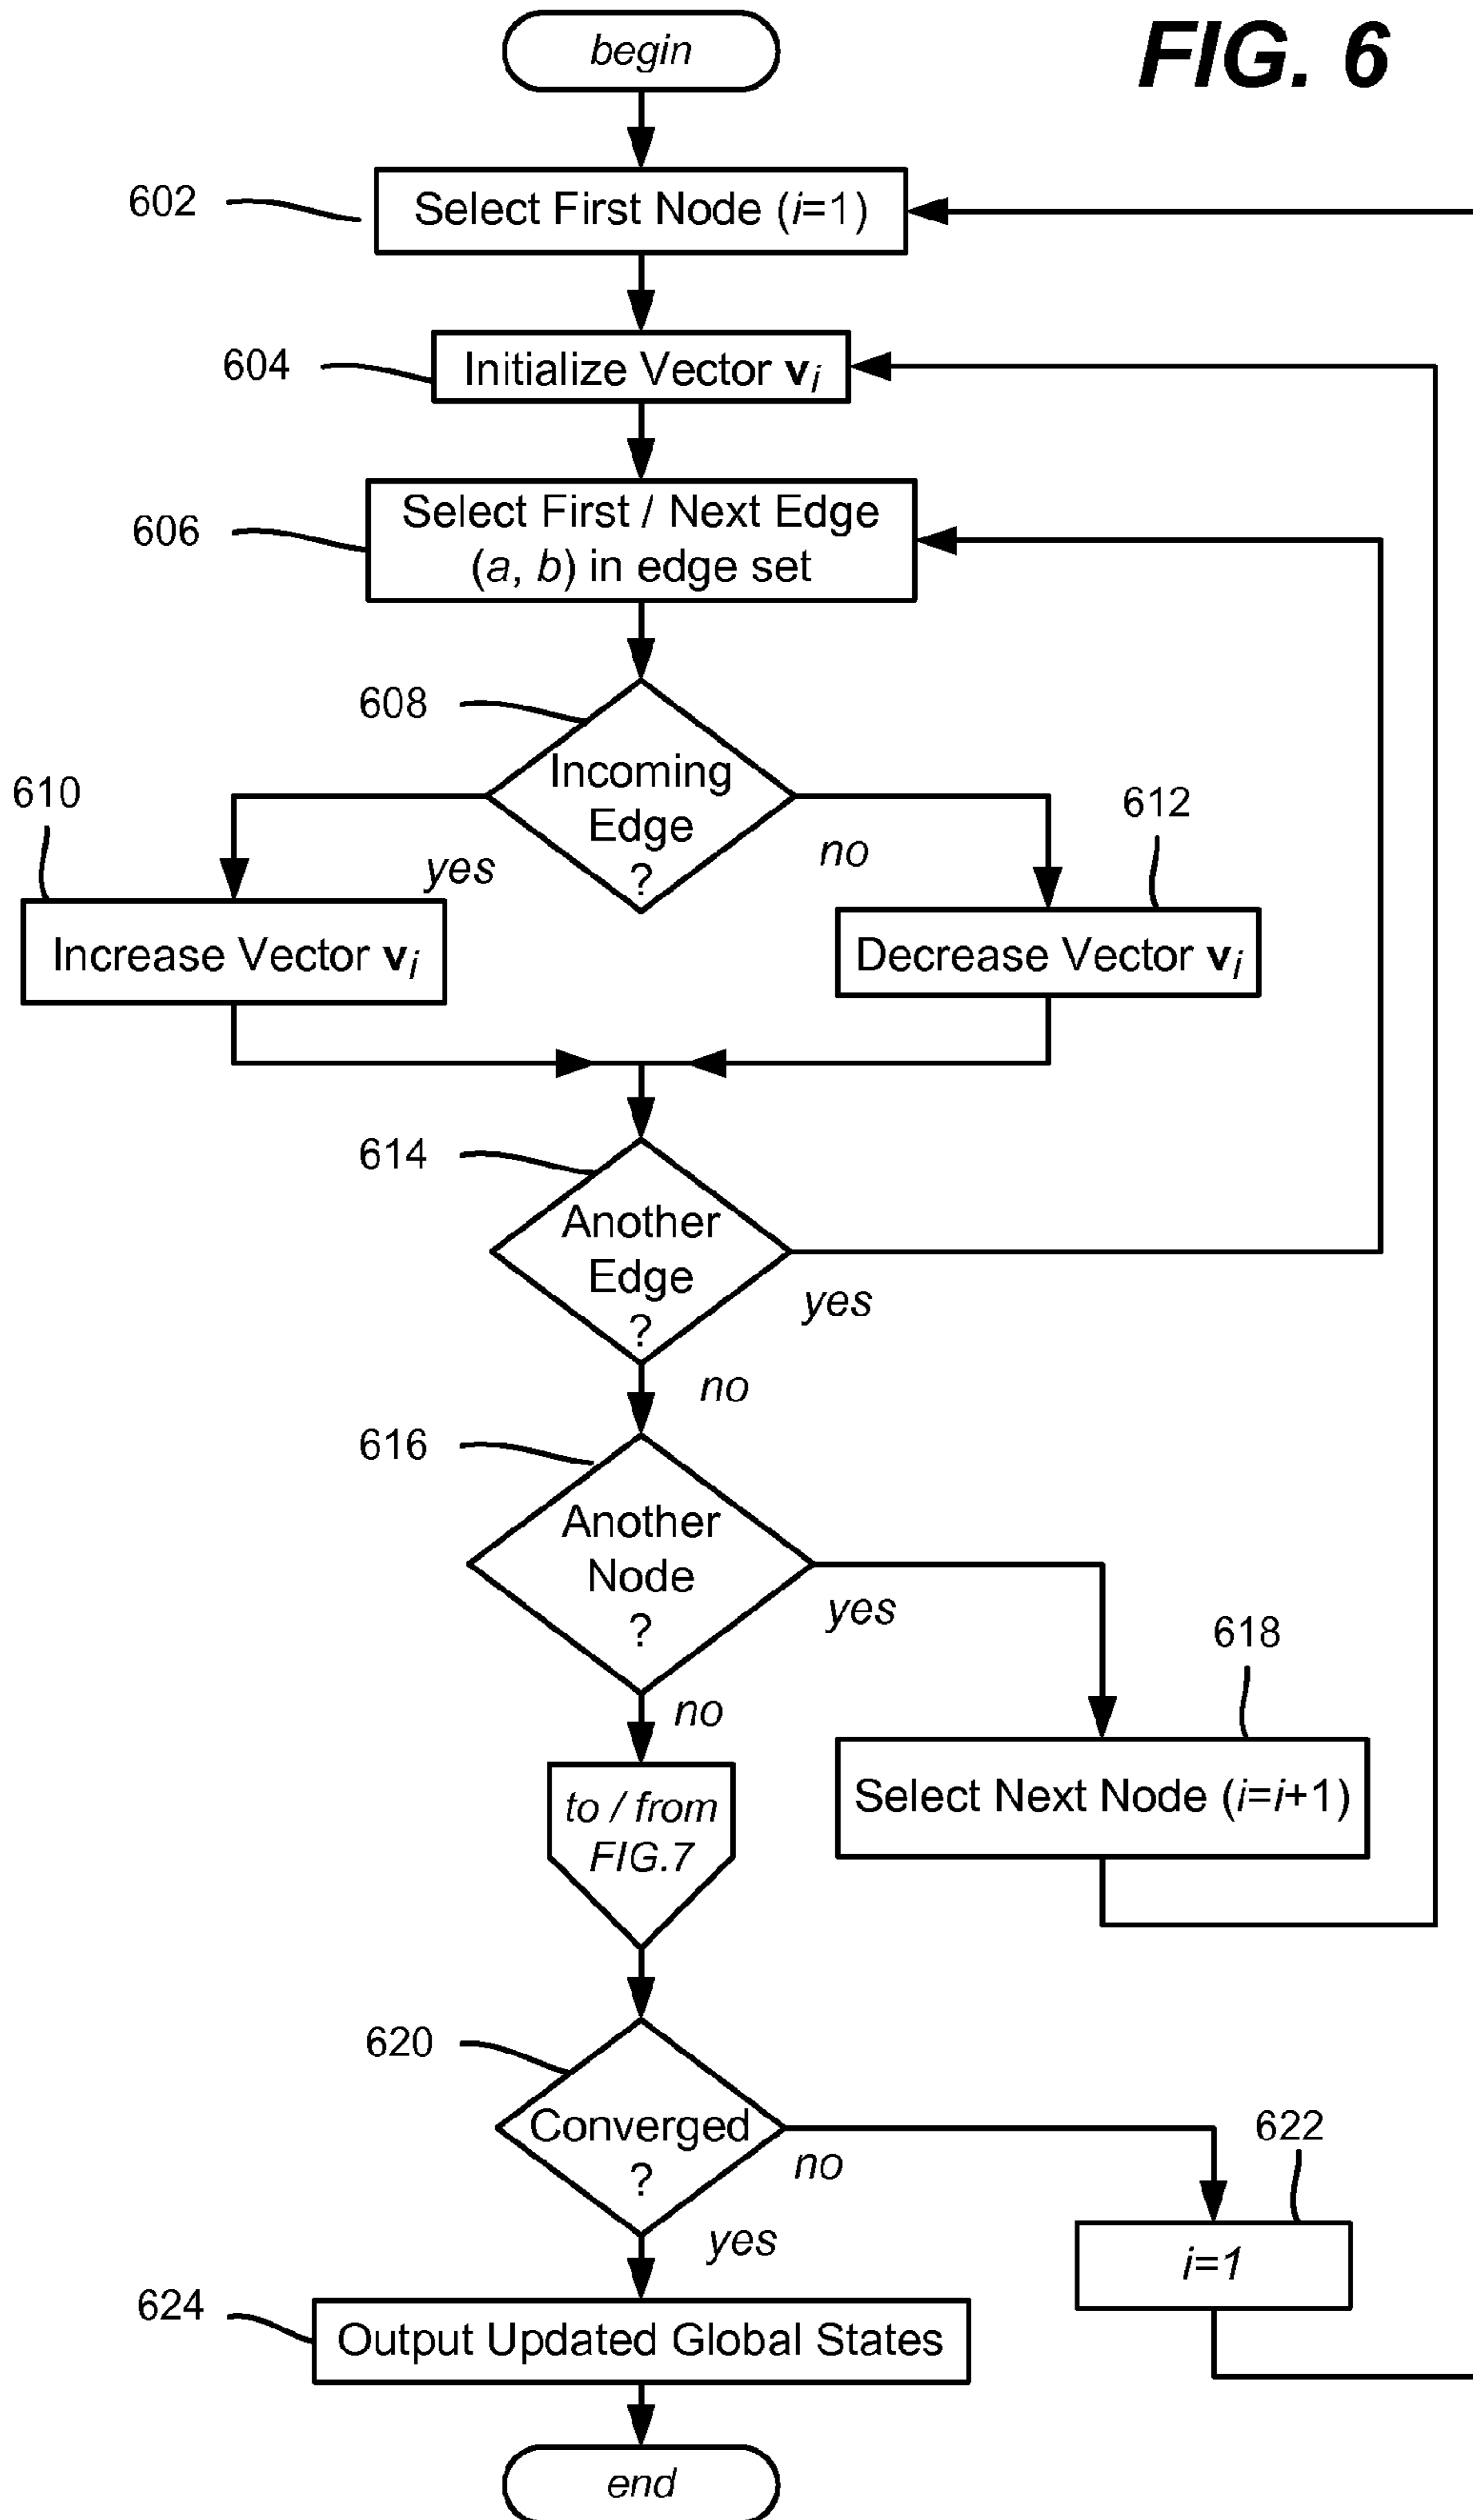 FIG. 6
begin
602
Select First Node (i=1)
604
Initialize Vector vi
606
Select First / Next Edge
(a, b) in edge set
608
Incoming
Edge
?
610
yes
no
612
Increase Vector vi
Decrease Vector vi
614
Another
Edge
?
yes
no
616
Another
Node
?
yes
618
no
to / from
FIG.7
Select Next Node (i=i+1)
620
Converged
?
no
622
yes
i=1
624
Output Updated Global States
end